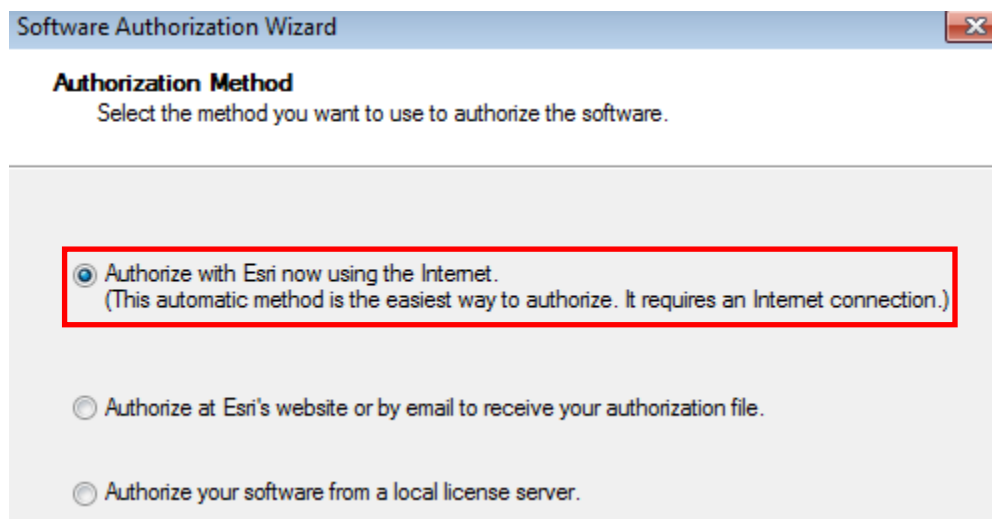 Software Authorization Wizard
Authorization Method
Select the method you want to use to authorize the software.
Authorize with Esri now using the Internet.
(This automatic method is the easiest way to authorize. It requires an Internet connection.)
Authorize at Esri's website or by email to receive your authorization file.
Authorize your software from a local license server.